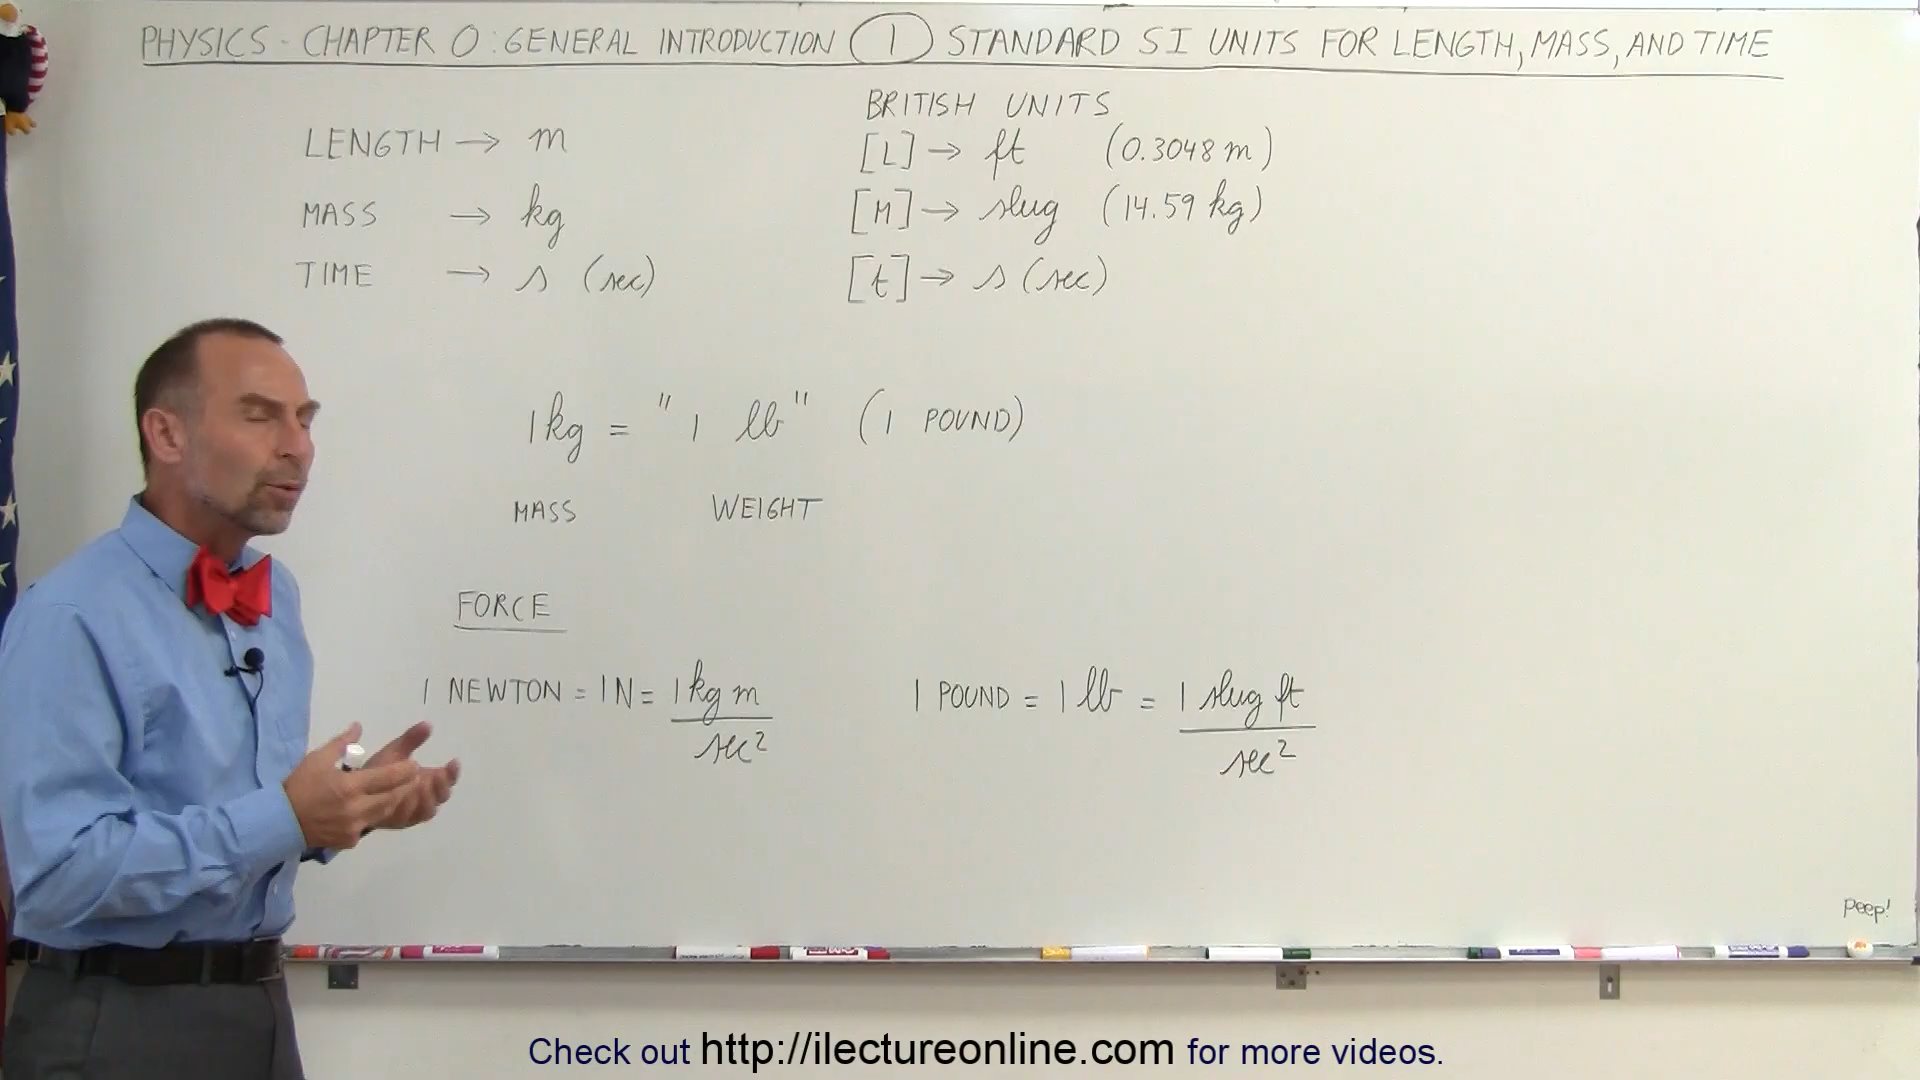 PHYSICS - CHAPTER 0: GENERAL INTRODUCTION 1 STANDARD SI UNITS FOR LENGTH, MASS, AND TIME
LENGTH → m
MASS → kg
TIME → s (sec)
BRITISH UNITS
[L] → ft (0.3048 m)
[M] → slug (14.59 kg)
[t] → s (sec)
1 kg = "1 lb" (1 POUND)
MASS WEIGHT
FORCE
1 NEWTON = 1 N = 1 kg m
sec²
1 POUND = 1 lb = 1 slug ft
sec²
Peep!
Check out http://ilectureonline.com for more videos.